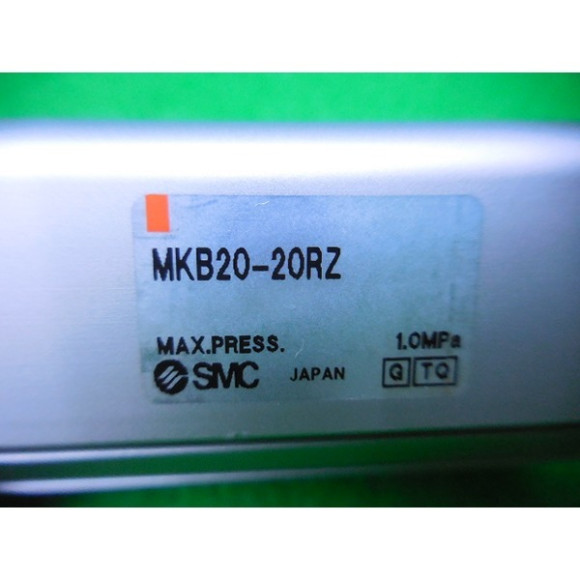 MKB20-20RZ
MAX.PRESS. 1.0MPa
SMC JAPAN G TQ